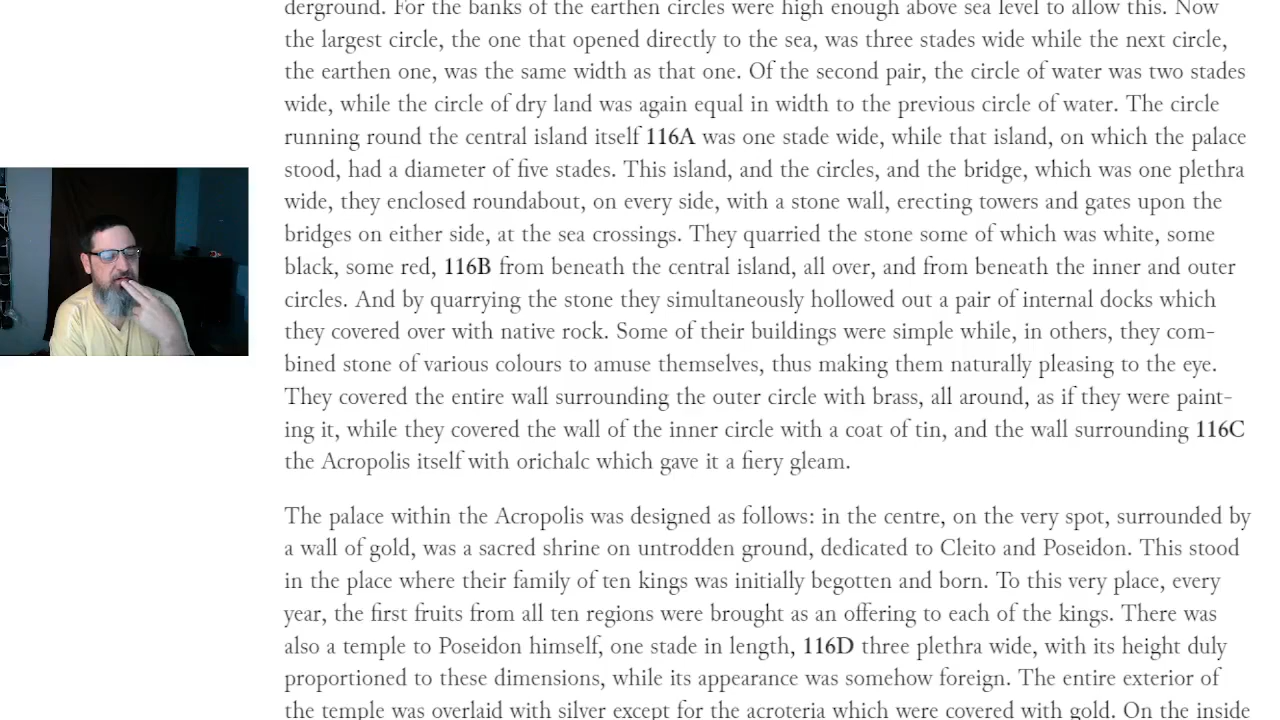 derground. For the banks of the earthen circles were high enough above sea level to allow this. Now
the largest circle, the one that opened directly to the sea, was three stades wide while the next circle,
the earthen one, was the same width as that one. Of the second pair, the circle of water was two stades
wide, while the circle of dry land was again equal in width to the previous circle of water. The circle
running round the central island itself 116A was one stade wide, while that island, on which the palace
stood, had a diameter of five stades. This island, and the circles, and the bridge, which was one plethra
wide, they enclosed roundabout, on every side, with a stone wall, erecting towers and gates upon the
bridges on either side, at the sea crossings. They quarried the stone some of which was white, some
black, some red, 116B from beneath the central island, all over, and from beneath the inner and outer
circles. And by quarrying the stone they simultaneously hollowed out a pair of internal docks which
they covered over with native rock. Some of their buildings were simple while, in others, they com-
bined stone of various colours to amuse themselves, thus making them naturally pleasing to the eye.
They covered the entire wall surrounding the outer circle with brass, all around, as if they were paint-
ing it, while they covered the wall of the inner circle with a coat of tin, and the wall surrounding 116C
the Acropolis itself with orichalc which gave it a fiery gleam.
The palace within the Acropolis was designed as follows: in the centre, on the very spot, surrounded by
a wall of gold, was a sacred shrine on untrodden ground, dedicated to Cleito and Poseidon. This stood
in the place where their family of ten kings was initially begotten and born. To this very place, every
year, the first fruits from all ten regions were brought as an offering to each of the kings. There was
also a temple to Poseidon himself, one stade in length, 116D three plethra wide, with its height duly
proportioned to these dimensions, while its appearance was somehow foreign. The entire exterior of
the temple was overlaid with silver except for the acroteria which were covered with gold. On the inside